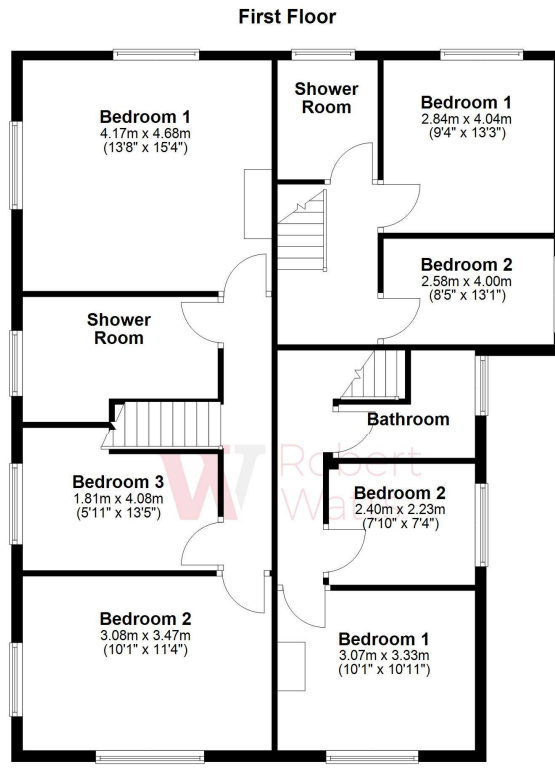 First Floor
Bedroom 1
4.17m x 4.68m
(13'8" x 15'4")
Shower
Room
Bedroom 1
2.84m x 4.04m
(9'4" x 13'3")
Bedroom 2
2.58m x 4.00m
(8'5" x 13'1")
Shower
Room
Bathroom
Bedroom 3
1.81m x 4.08m
(5'11" x 13'5")
Robert
Bedroom 2
2.40m x 2.23m
(7'10" x 7'4")
Bedroom 2
3.08m x 3.47m
(10'1" x 11'4")
Bedroom 1
3.07m x 3.33m
(10'1" x 10'11")